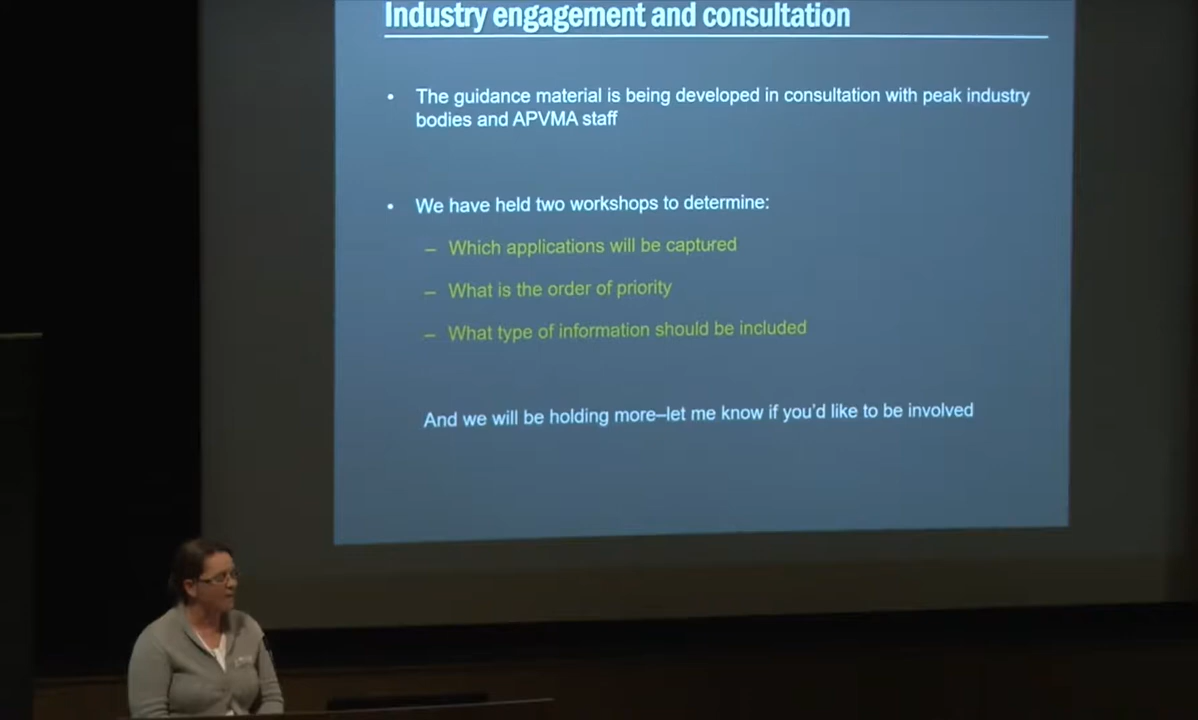 Industry engagement and consultation
• The guidance material is being developed in consultation with peak industry
bodies and APVMA staff
• We have held two workshops to determine:
– Which applications will be captured
– What is the order of priority
– What type of information should be included
And we will be holding more–let me know if you'd like to be involved